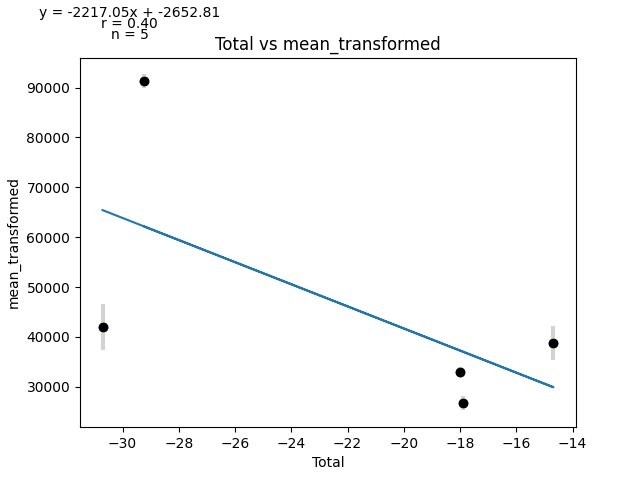 y = -2217.05x + -2652.81
r = 0.40
n = 5
Total vs mean_transformed
90000
80000
70000
60000
50000
40000
30000
mean_transformed
−30 −28 −26 −24 −22 −20 −18 −16 −14
Total